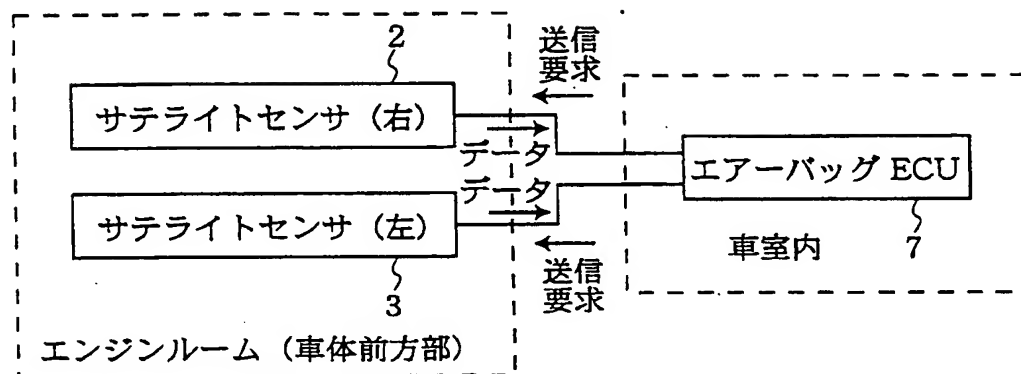 2
送信
要求
サテライトセンサ（右）
データ
エアーバッグ ECU
データ
サテライトセンサ（左）
車室内
7
送信
要求
3
エンジンルーム（車体前方部）